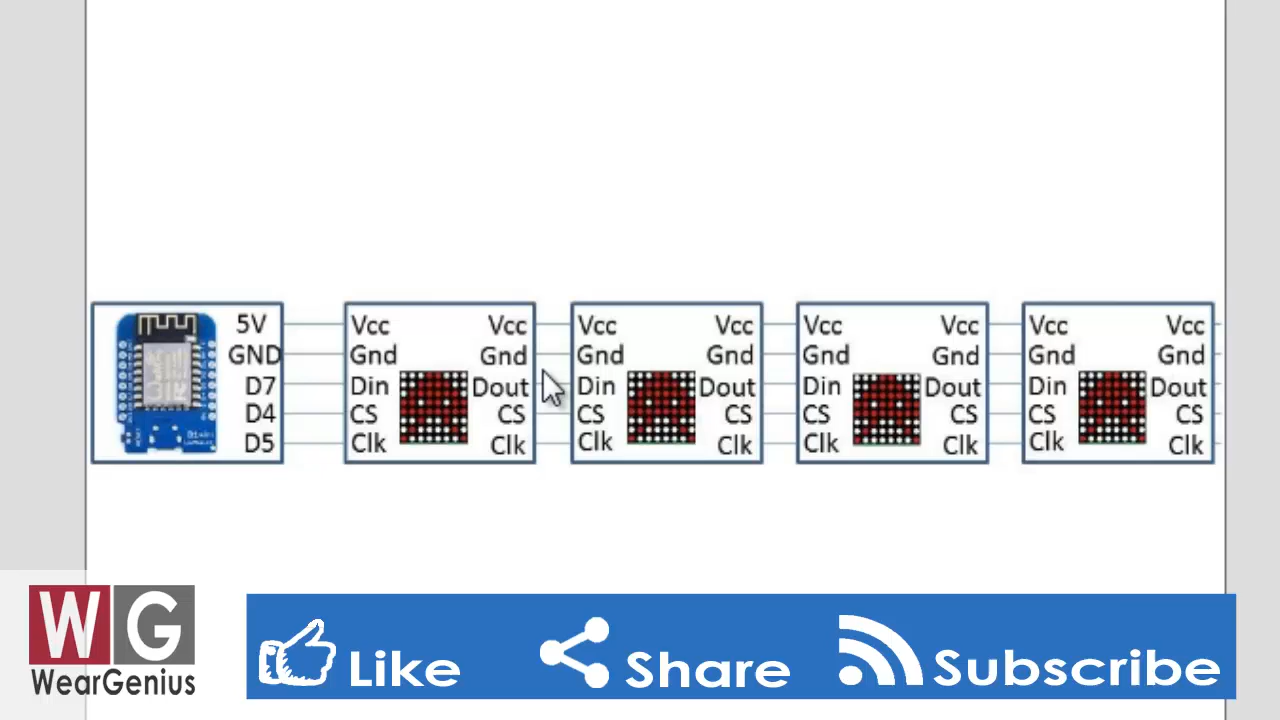 5V
GND
D7
D4
D5
Vcc Vcc
Gnd Gnd
Din Dout
CS CS
Clk Clk
Vcc Vcc
Gnd Gnd
Din Dout
CS CS
Clk Clk
Vcc Vcc
Gnd Gnd
Din Dout
CS CS
Clk Clk
Vcc Vcc
Gnd Gnd
Din Dout
CS CS
Clk Clk
WG
WearGenius
Like
Share
Subscribe